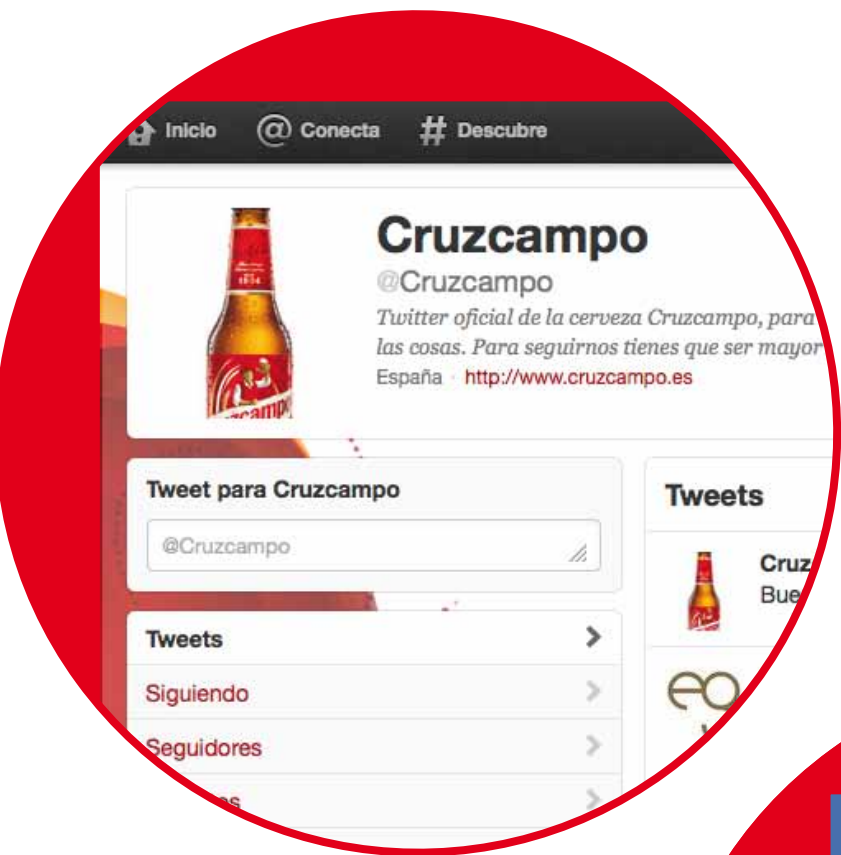 Inicio @ Conecta # Descubre
Cruzcampo
@Cruzcampo
Twitter oficial de la cerveza Cruzcampo, para
las cosas. Para seguirnos tienes que ser mayor
España · http://www.cruzcampo.es
Tweet para Cruzcampo
@Cruzcampo
Tweets
Siguiendo
Seguidores
Tweets
Cruz
Bue
eo